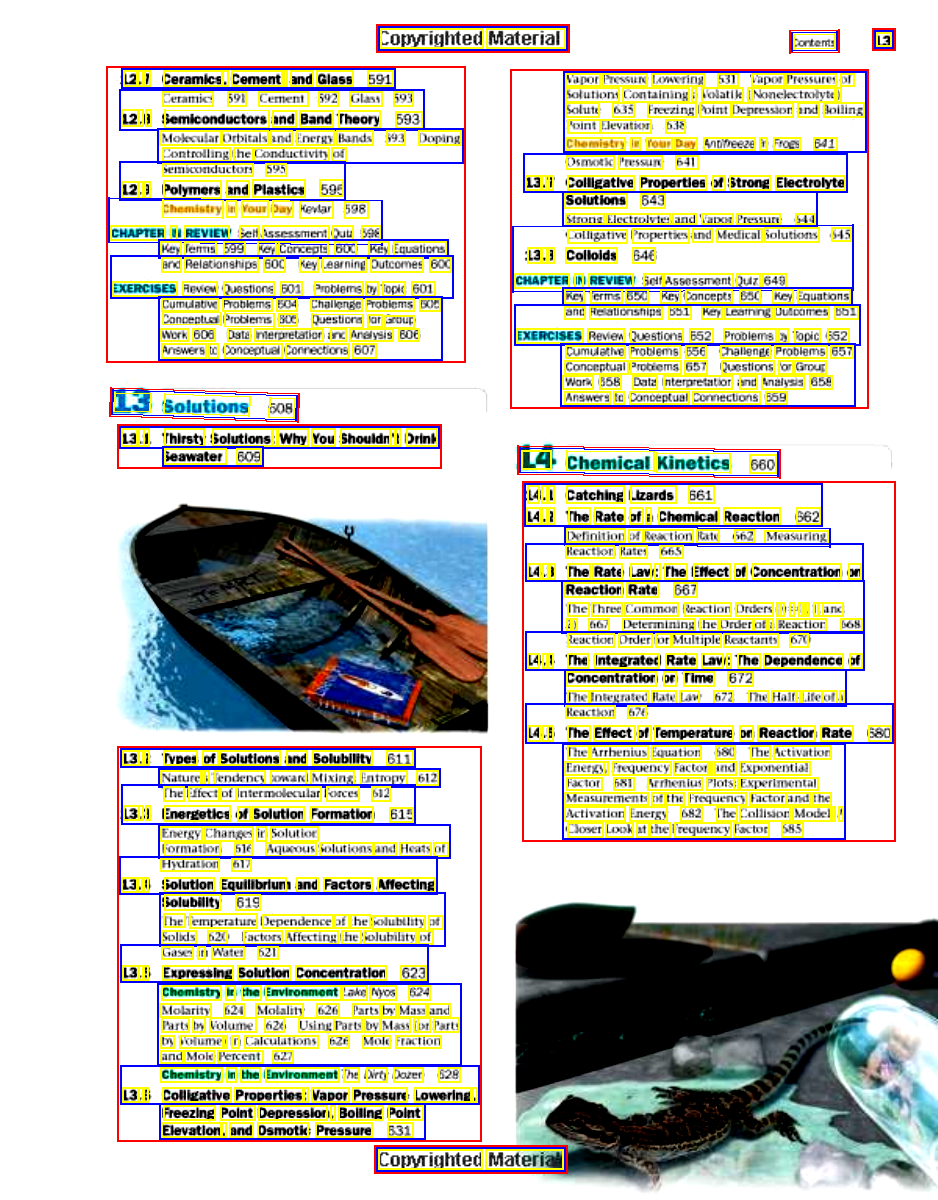 Copyrighted Material
Contents 13
12.7 Ceramics, Cement, and Glass 591
Ceramics 591 Cement 592 Glass 593
12.8 Semiconductors and Band Theory 593
Molecular Orbitals and Energy Bands 593 Doping:
Controlling the Conductivity of
Semiconductors 595
12.9 Polymers and Plastics
Chemistry in Your Day Kevlar 598
CHAPTER IN REVIEW Self Assessment Quiz 598
Key Terms 599 Key Concepts 600 Key Equations
and Relationships 600 Key Learning Outcomes 600
EXERCISES Review Questions 601 Problems by Topic 601
Cumulative Problems 604 Challenge Problems 605
Conceptual Problems 606 Questions for Group
Work 606 Data Interpretation and Analysis 606
Answers to Conceptual Connections 607
13 Solutions 608
13.1 Thirsty Solutions: Why You Shouldn't Drink
Seawater 609
13.2 Types of Solutions and Solubility 611
Nature's Tendency toward Mixing: Entropy 612
The Effect of Intermolecular Forces 612
13.3 Energetics of Solution Formation 615
Energy Changes in Solution
Formation 616 Aqueous Solutions and Heats of
Hydration 617
13.4 Solution Equilibrium and Factors Affecting
Solubility 619
The Temperature Dependence of the Solubility of
Solids 620 Factors Affecting the Solubility of
Gases in Water 621
13.5 Expressing Solution Concentration 623
Chemistry in the Environment Lake Nyos 624
Molarity 624 Molality 626 Parts by Mass and
Parts by Volume 626 Using Parts by Mass (or Parts
by Volume) in Calculations 626 Mole Fraction
and Mole Percent 627
Chemistry in the Environment The Dirty Dozen 628
13.6 Colligative Properties: Vapor Pressure Lowering,
Freezing Point Depression, Boiling Point
Elevation, and Osmotic Pressure 631
Vapor Pressure Lowering 631 Vapor Pressures of
Solutions Containing a Volatile (Nonelectrolyte)
Solute 635 Freezing Point Depression and Boiling
Point Elevation 638
Chemistry in Your Day Antifreeze in Frogs 641
Osmotic Pressure 641
13.7 Colligative Properties of Strong Electrolyte
Solutions 643
Strong Electrolytes and Vapor Pressure 644
Colligative Properties and Medical Solutions 645
13.8 Colloids 646
CHAPTER IN REVIEW Self Assessment Quiz 649
Key Terms 650 Key Concepts 650 Key Equations
and Relationships 651 Key Learning Outcomes 651
EXERCISES Review Questions 652 Problems by Topic 652
Cumulative Problems 656 Challenge Problems 657
Conceptual Problems 657 Questions for Group
Work 658 Data Interpretation and Analysis 658
Answers to Conceptual Connections 659
14 Chemical Kinetics 660
14.1 Catching Lizards 661
14.2 The Rate of a Chemical Reaction 662
Definition of Reaction Rate 662 Measuring
Reaction Rates 665
14.3 The Rate Law: The Effect of Concentration on
Reaction Rate 667
The Three Common Reaction Orders 1, and
2) 667 Determining the Order of a Reaction 668
Reaction Order for Multiple Reactants 670
14.4 The Integrated Rate Law: The Dependence of
Concentration on Time 672
The Integrated Rate Law 672 The Half-Life of a
Reaction 676
14.5 The Effect of Temperature on Reaction Rate 680
The Arrhenius Equation 680 The Activation
Energy, Frequency Factor, and Exponential
Factor 681 Arrhenius Plots: Experimental
Measurements of the Frequency Factor and the
Activation Energy 682 The Collision Model: A
Closer Look at the Frequency Factor 685
Copyrighted Material